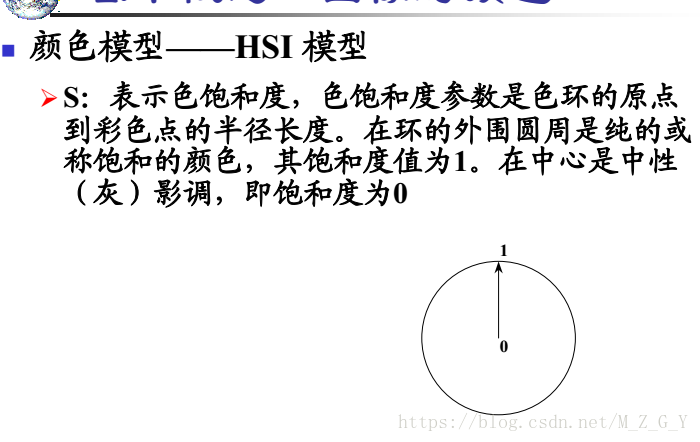 颜色模型——HSI 模型
S：表示色饱和度，色饱和度参数是色环的原点
到彩色点的半径长度。在环的外围圆周是纯的或
称饱和的颜色，其饱和度值为1。在中心是中性
（灰）影调，即饱和度为0
1
0
https://blog.csdn.net/M_Z_G_Y